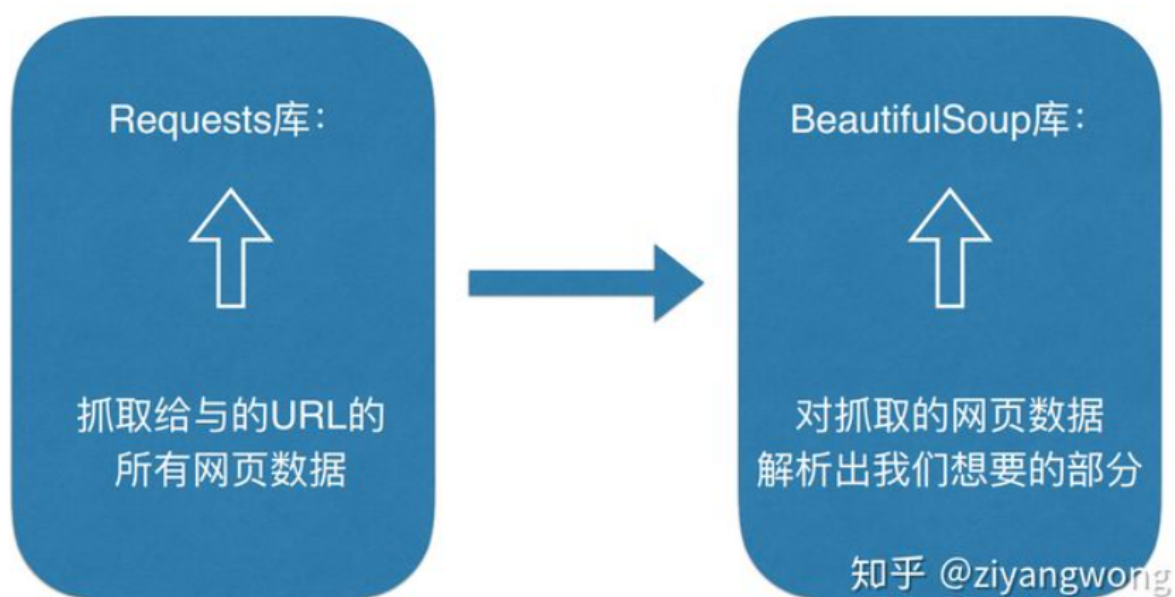 Requests库：
抓取给与的URL的
所有网页数据
BeautifulSoup库：
对抓取的网页数据
解析出我们想要的部分
知乎 @ziyangwong